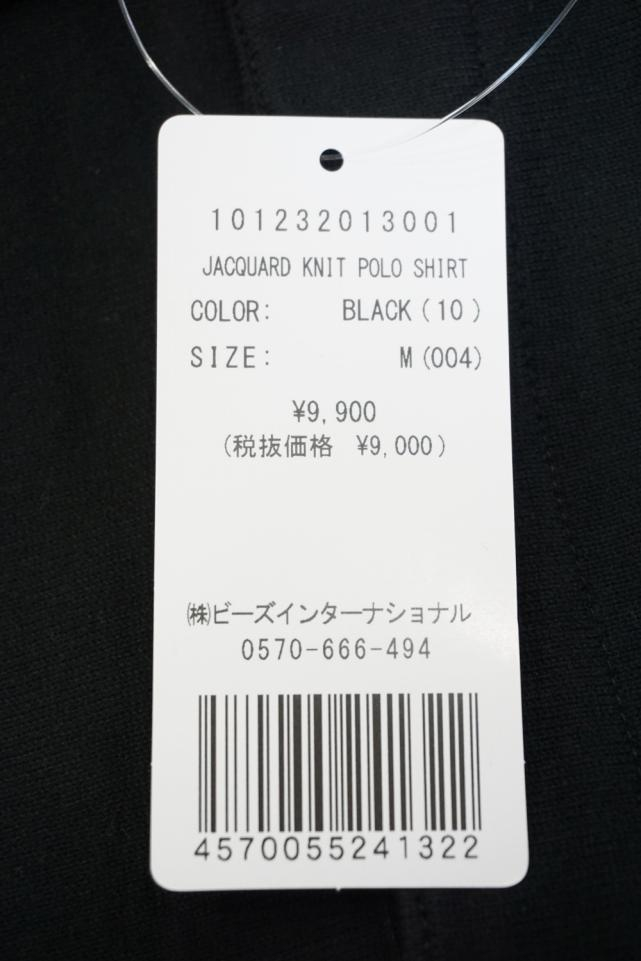 101232013001
JACQUARD KNIT POLO SHIRT
COLOR: BLACK(10)
SIZE: M(004)
¥9,900
(税抜価格 ¥9,000)
㈱ビーズインターナショナル
0570-666-494
4570055241322